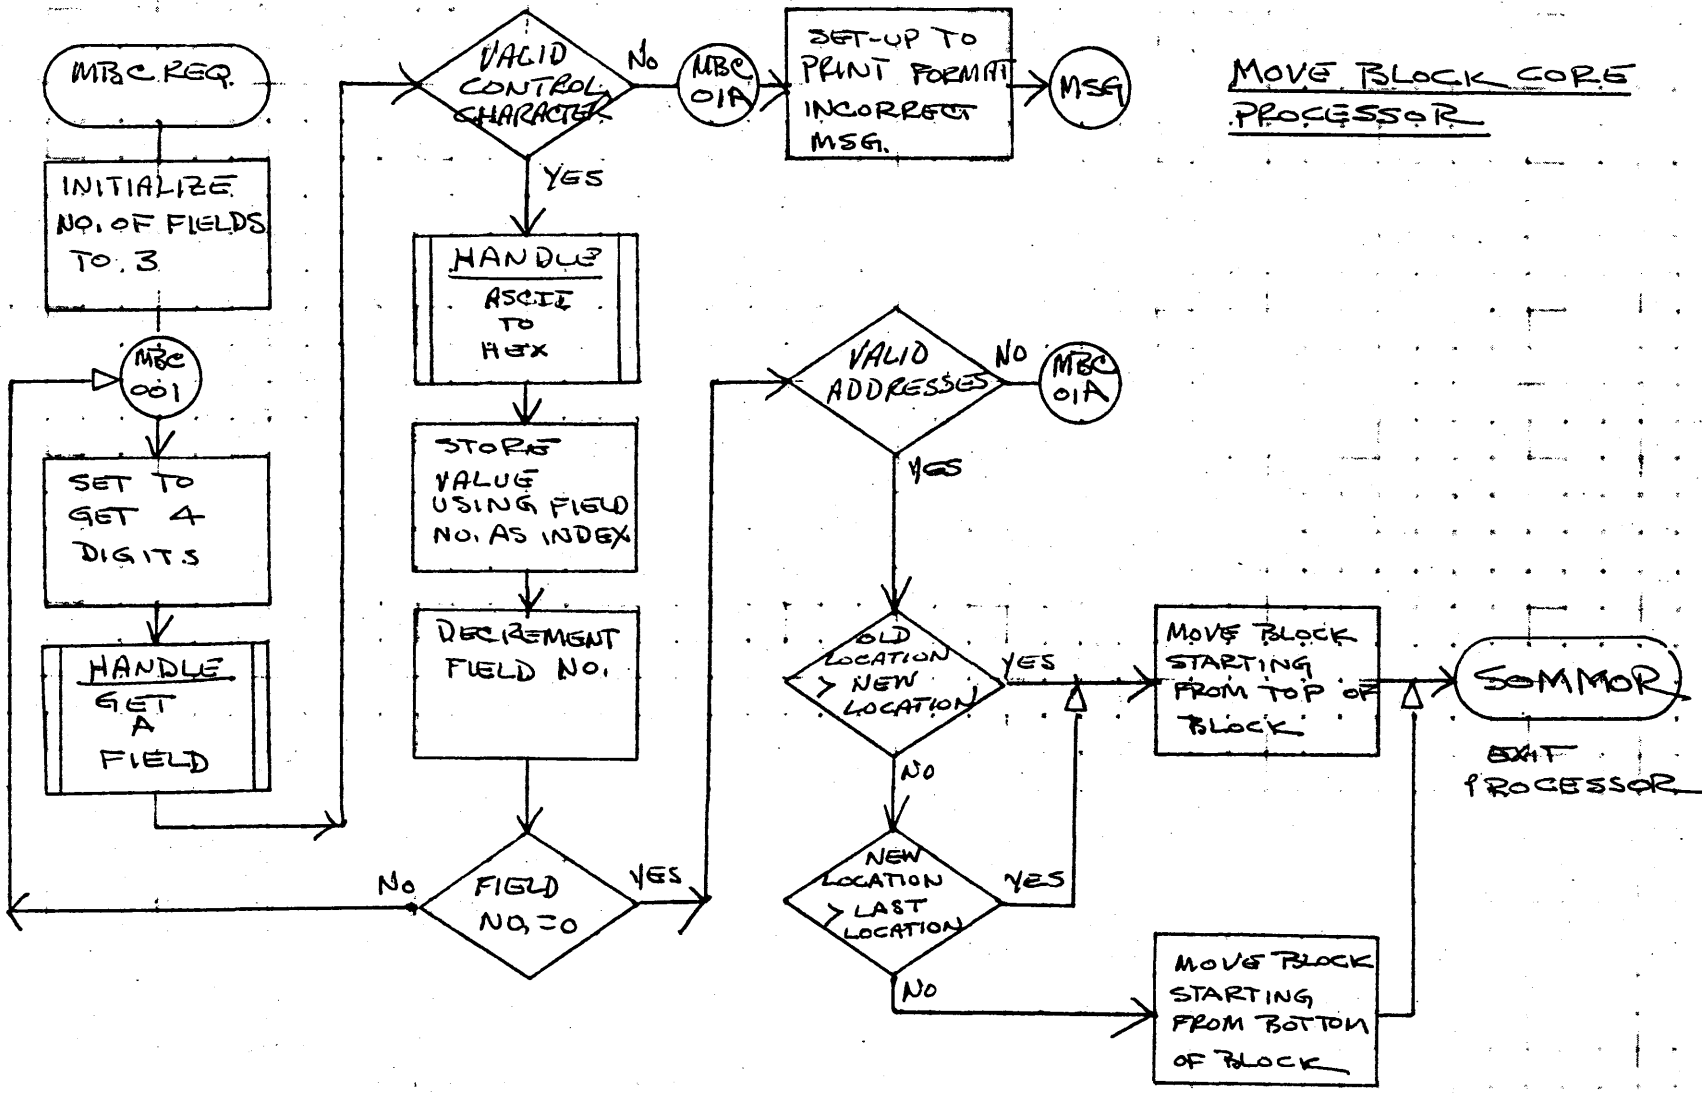 MOVE BLOCK CORE
PROCESSOR
MBC REQ.
INITIALIZE
NO. OF FIELDS
TO 3
MBC
001
SET TO
GET 4
DIGITS
HANDLE
GET
A
FIELD
VALID
CONTROL
CHARACTER
NO
MBC
01A
SET-UP TO
PRINT FORMAT
INCORRECT
MSG.
MSG
YES
HANDLE
ASCII
TO
HEX
STORE
VALUE
USING FIELD
NO. AS INDEX
DECREMENT
FIELD NO.
FIELD
NO. = 0
NO
YES
VALID
ADDRESSES
NO
MBC
01A
YES
OLD
LOCATION
> NEW
LOCATION
YES
MOVE BLOCK
STARTING
FROM TOP OF
BLOCK
SOMMOR
EXIT
PROCESSOR
NO
NEW
LOCATION
> LAST
LOCATION
YES
NO
MOVE BLOCK
STARTING
FROM BOTTOM
OF BLOCK